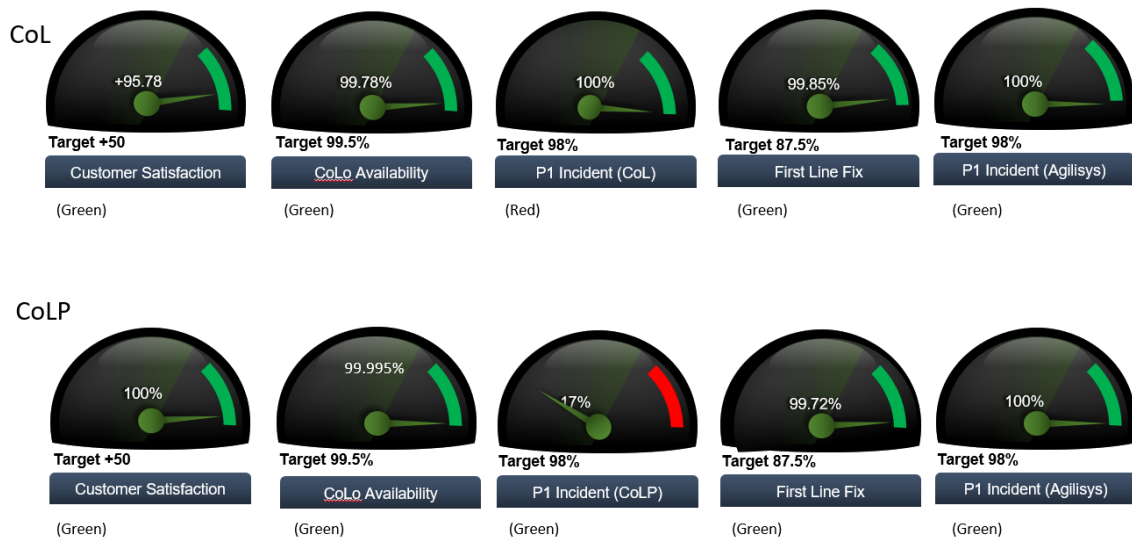 CoL
+95.78
99.78%
100%
99.85%
100%
Target +50
Target 99.5%
Target 98%
Target 87.5%
Target 98%
Customer Satisfaction
CoLo Availability
P1 Incident (CoL)
First Line Fix
P1 Incident (Agilisys)
(Green)
(Green)
(Red)
(Green)
(Green)
CoLP
100%
99.995%
17%
99.72%
100%
Target +50
Target 99.5%
Target 98%
Target 87.5%
Target 98%
Customer Satisfaction
CoLo Availability
P1 Incident (CoLP)
First Line Fix
P1 Incident (Agilisys)
(Green)
(Green)
(Green)
(Green)
(Green)